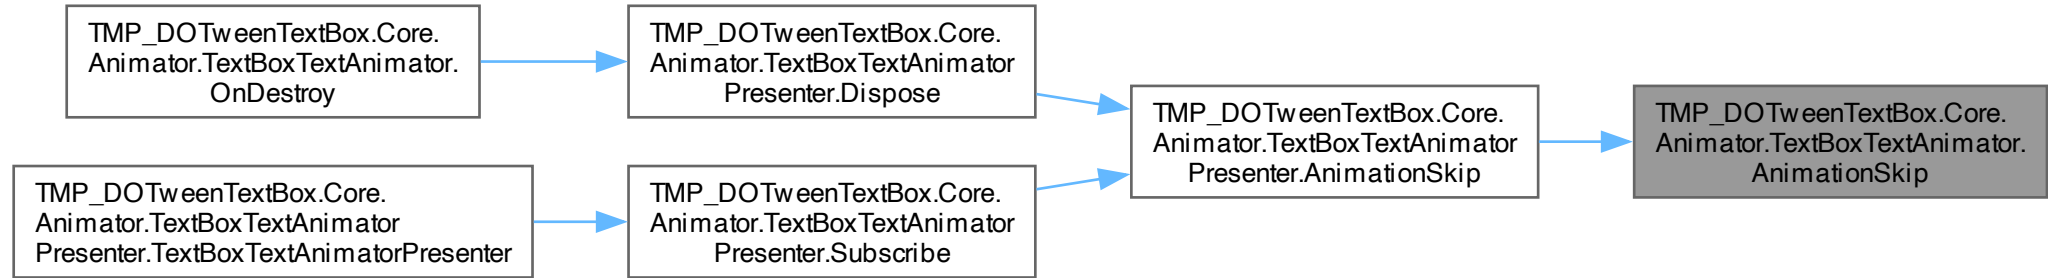 TMP_DOTweenTextBox.Core.
Animator.TextBoxTextAnimator.
OnDestroy
TMP_DOTweenTextBox.Core.
Animator.TextBoxTextAnimator
Presenter.Dispose
TMP_DOTweenTextBox.Core.
Animator.TextBoxTextAnimator
Presenter.TextBoxTextAnimatorPresenter
TMP_DOTweenTextBox.Core.
Animator.TextBoxTextAnimator
Presenter.Subscribe
TMP_DOTweenTextBox.Core.
Animator.TextBoxTextAnimator
Presenter.AnimationSkip
TMP_DOTweenTextBox.Core.
Animator.TextBoxTextAnimator.
AnimationSkip